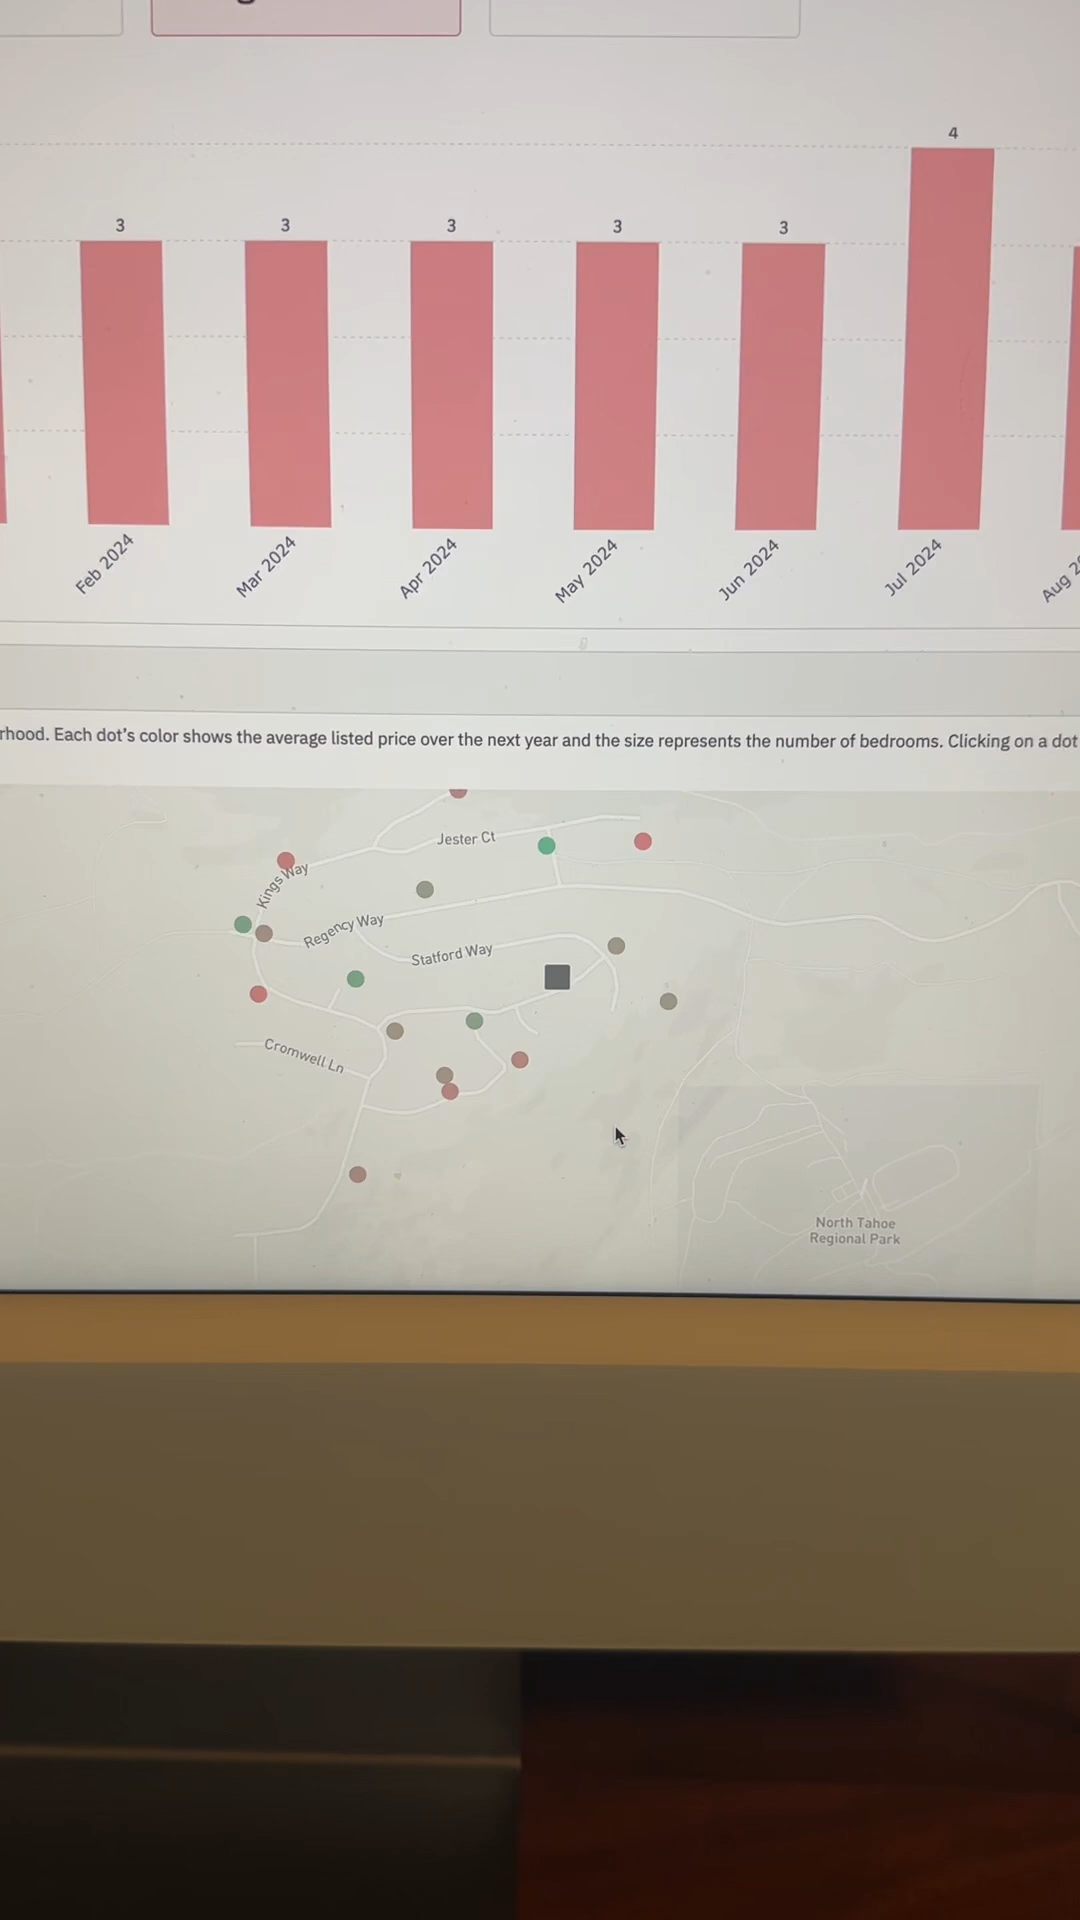 4
3
3
3
3
3
Feb 2024
Mar 2024
Apr 2024
May 2024
Jun 2024
Jul 2024
Aug
rhood. Each dot's color shows the average listed price over the next year and the size represents the number of bedrooms. Clicking on a dot
Jester Ct
Kings Way
Regency Way
Statford Way
Cromwell Ln
North Tahoe
Regional Park